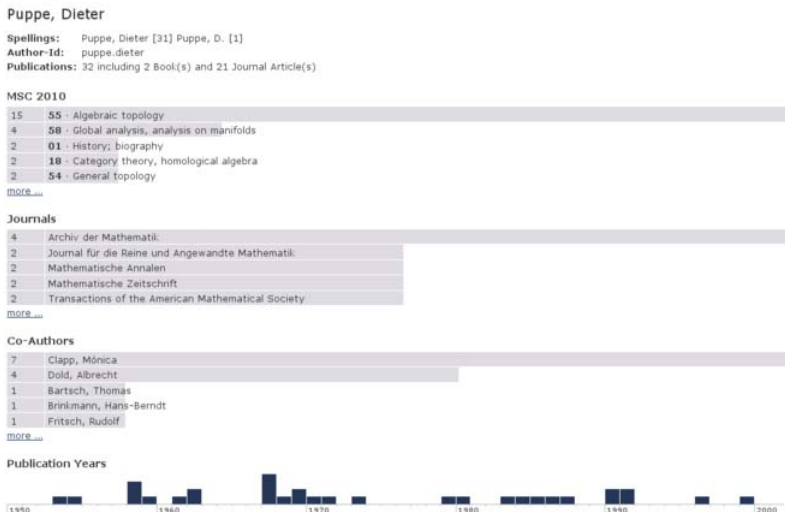 Puppe, Dieter
Spellings: Puppe, Dieter [31] Puppe, D. [1]
Author-Id: puppe.dieter
Publications: 32 including 2 Book(s) and 21 Journal Article(s)
MSC 2010
15 55 · Algebraic topology
4 58 · Global analysis, analysis on manifolds
2 01 · History; biography
2 18 · Category theory, homological algebra
2 54 · General topology
more ...
Journals
4 Archiv der Mathematik
2 Journal für die Reine und Angewandte Mathematik
2 Mathematische Annalen
2 Mathematische Zeitschrift
2 Transactions of the American Mathematical Society
more ...
Co-Authors
7 Clapp, Mónica
4 Dold, Albrecht
1 Bartsch, Thomas
1 Brinkmann, Hans-Berndt
1 Fritsch, Rudolf
more ...
Publication Years
1950 1960 1970 1980 1990 2000